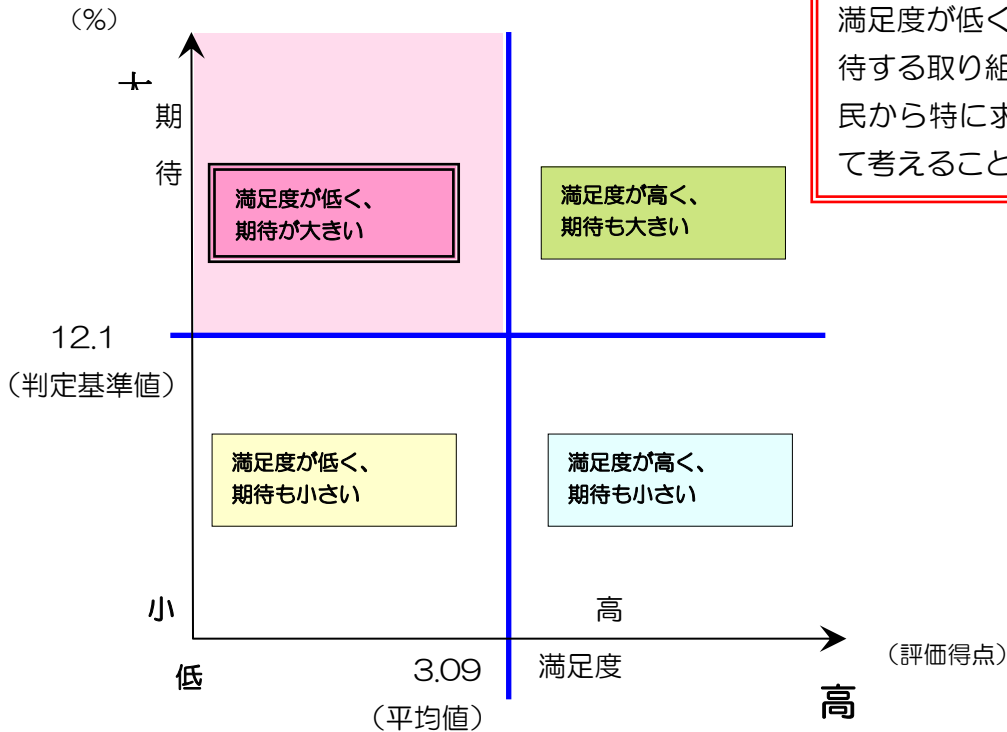 （％）
満足度が低く
待する取り組
民から特に求
て考えること
期
待
満足度が低く、
期待が大きい
満足度が高く、
期待も大きい
12.1
（判定基準値）
満足度が低く、
期待も小さい
満足度が高く、
期待も小さい
小
高
低
3.09
満足度
（評価得点）
（平均値）
高